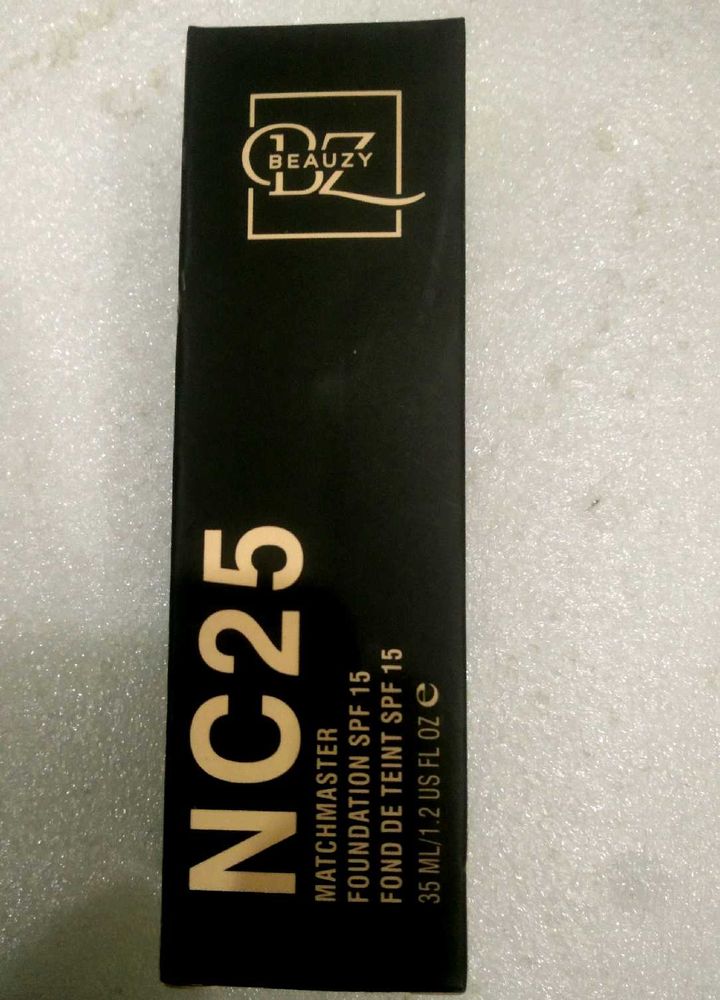 BZ
BEAUZY
NC25
MATCHMASTER
FOUNDATION SPF 15
FOND DE TEINT SPF 15
35 ML/1.2 US FL OZ ℮